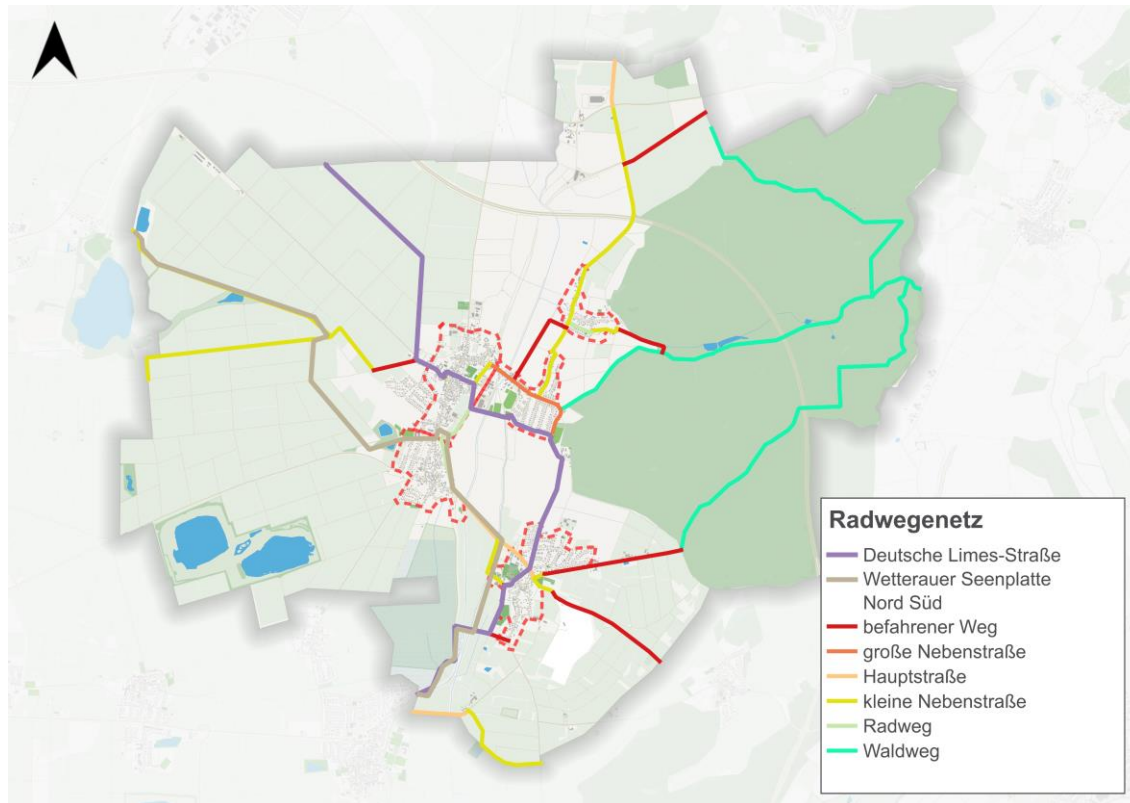 Radwegenetz
Deutsche Limes-Straße
Wetterauer Seenplatte
Nord Süd
befahrener Weg
große Nebenstraße
Hauptstraße
kleine Nebenstraße
Radweg
Waldweg